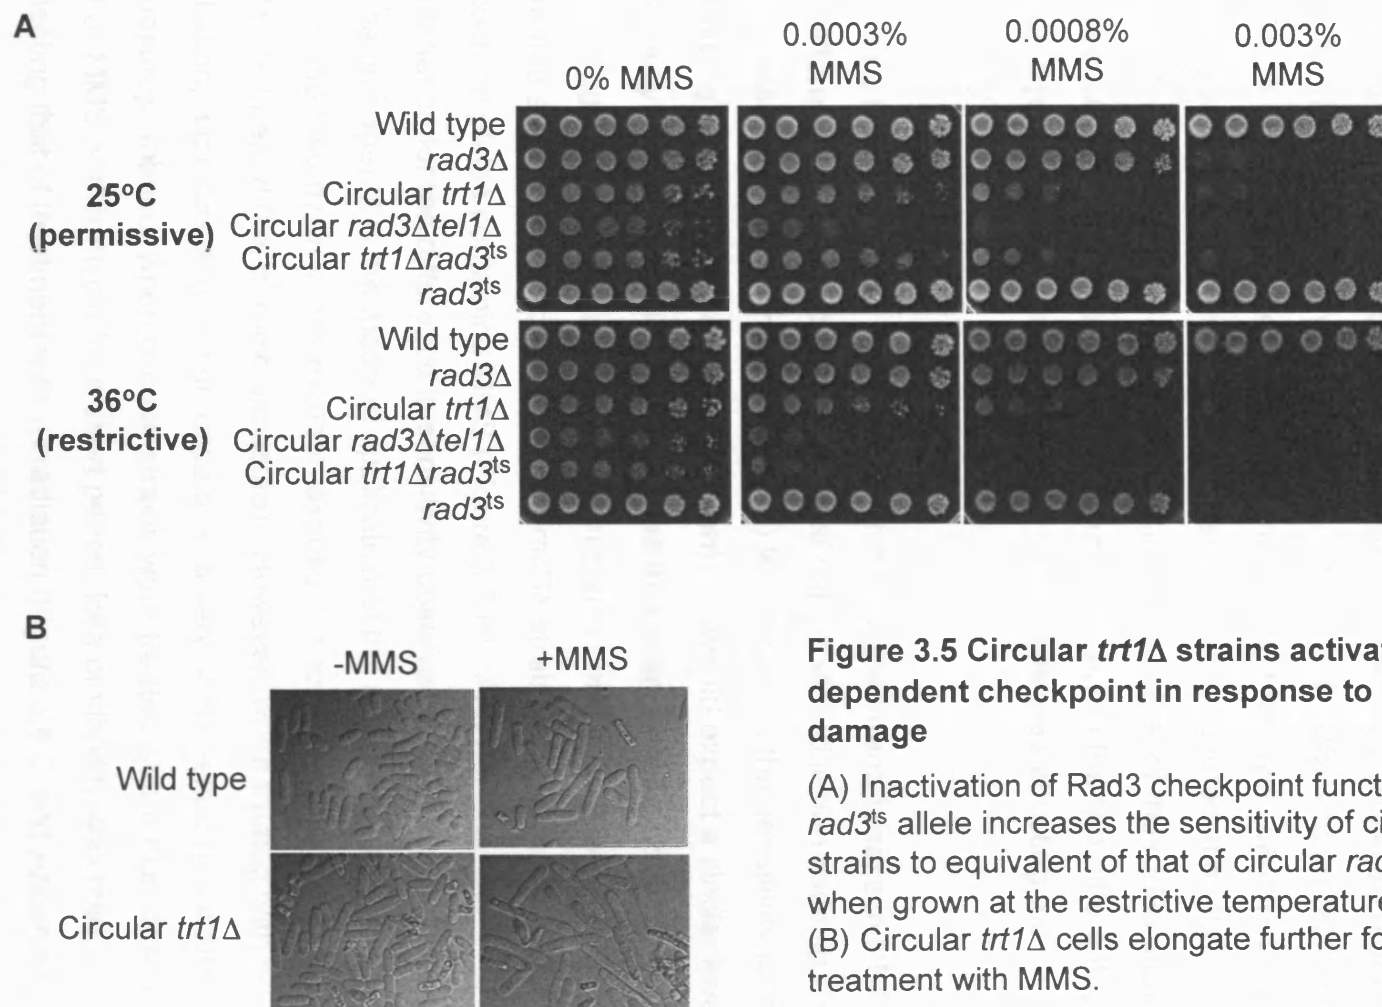 A
0% MMS
0.0003% MMS
0.0008% MMS
0.003% MMS
25°C (permissive)
Wild type
rad3Δ
Circular trt1Δ
Circular rad3Δtel1Δ
Circular trt1Δrad3ts
rad3ts
36°C (restrictive)
Wild type
rad3Δ
Circular trt1Δ
Circular rad3Δtel1Δ
Circular trt1Δrad3ts
rad3ts
B
-MMS
+MMS
Wild type
Circular trt1Δ
Figure 3.5 Circular trt1Δ strains activa
dependent checkpoint in response to
damage
(A) Inactivation of Rad3 checkpoint funct
rad3ts allele increases the sensitivity of ci
strains to equivalent of that of circular rad
when grown at the restrictive temperature
(B) Circular trt1Δ cells elongate further fo
treatment with MMS.